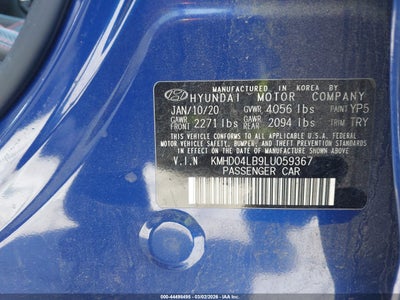 MANUFACTURED IN KOREA BY
HYUNDAI MOTOR COMPANY
JAN/10/20 GVWR 4056 lbs PAINT YP5
GAWR FRONT 2271 lbs GAWR REAR 2094 lbs TRIM TRY
THIS VEHICLE CONFORMS TO ALL APPLICABLE U.S.A. FEDERAL
MOTOR VEHICLE SAFETY, BUMPER, AND THEFT PREVENTION
STANDARDS IN EFFECT ON THE DATE OF MANUFACTURE SHOWN ABOVE.
V.I.N KMHD04LB9LU059367
PASSENGER CAR
000-44498495 - 03/02/2026 - IAA Holdings, LLC